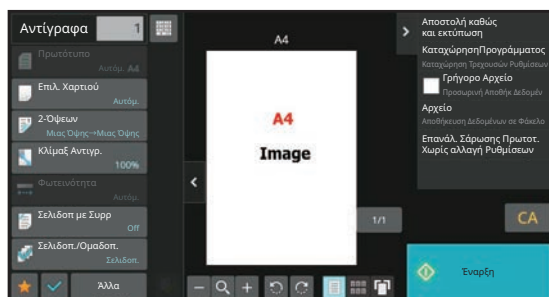 Αντίγραφα 1
Πρωτότυπο
Αυτόμ. A4
Επιλ. Χαρτιού
Αυτόμ.
2-Όψεων
Μιας Όψης→Μιας Όψης
Κλίμαξ Αντιγρ.
100%
Φωτεινότητα
Αυτόμ.
Σελιδοπ με Συρρ
Off
Σελιδοπ./Ομαδοπ.
Σελιδοπ.
Άλλα
A4
A4
Image
1/1
Αποστολή καθώς
και εκτύπωση
ΚαταχώρησηΠρογράμματος
Καταχώρηση Τρεχουσών Ρυθμίσεων
Γρήγορο Αρχείο
Προσωρινή Αποθήκ Δεδομέν
Αρχείο
Αποθήκευση Δεδομένων σε Φάκελο
Επανάλ. Σάρωσης Πρωτοτ.
Χωρίς αλλαγή Ρυθμίσεων
CA
Έναρξη